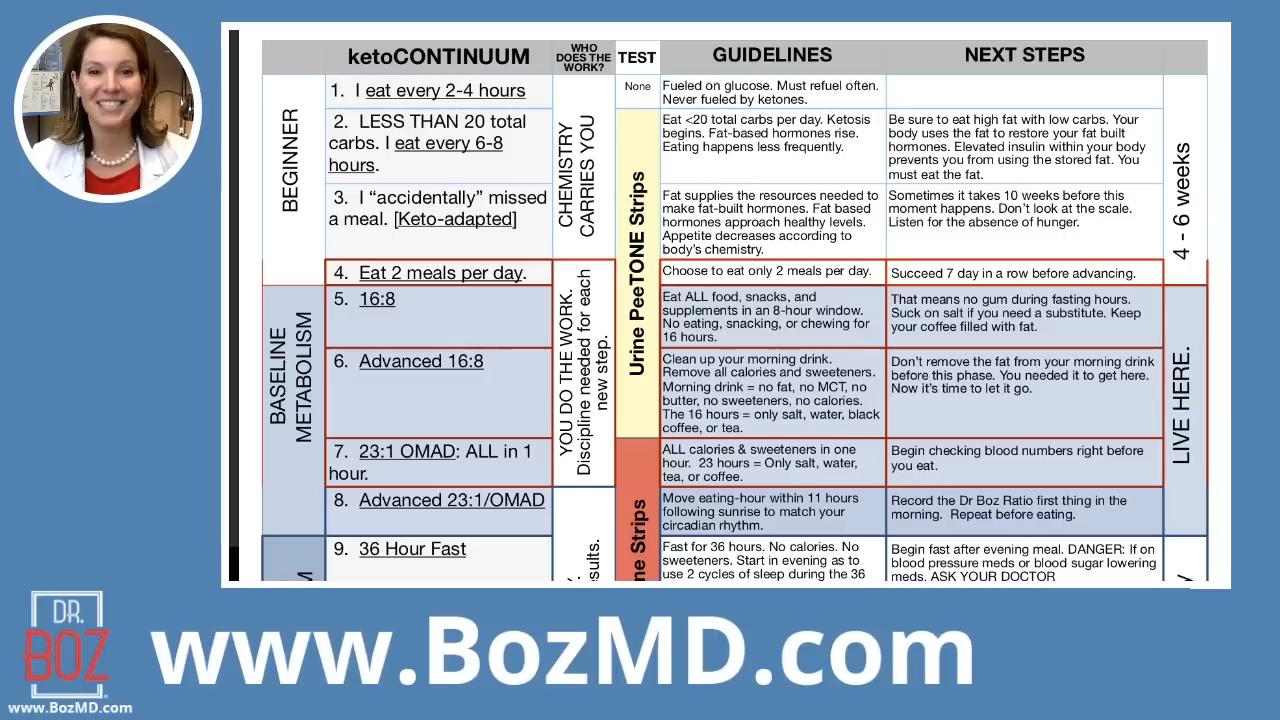 ketoCONTINUUM
WHO
DOES THE
WORK?
TEST
GUIDELINES
NEXT STEPS
BEGINNER
1. I eat every 2-4 hours
CHEMISTRY
CARRIES YOU
None
Fueled on glucose. Must refuel often.
Never fueled by ketones.
4 - 6 weeks
2. LESS THAN 20 total
carbs. I eat every 6-8
hours.
Urine PeeTONE Strips
Eat <20 total carbs per day. Ketosis
begins. Fat-based hormones rise.
Eating happens less frequently.
Be sure to eat high fat with low carbs. Your
body uses the fat to restore your fat built
hormones. Elevated insulin within your body
prevents you from using the stored fat. You
must eat the fat.
3. I “accidentally” missed
a meal. [Keto-adapted]
Fat supplies the resources needed to
make fat-built hormones. Fat based
hormones approach healthy levels.
Appetite decreases according to
body’s chemistry.
Sometimes it takes 10 weeks before this
moment happens. Don’t look at the scale.
Listen for the absence of hunger.
4. Eat 2 meals per day.
YOU DO THE WORK.
Discipline needed for each
new step.
Choose to eat only 2 meals per day.
Succeed 7 day in a row before advancing.
BASELINE
METABOLISM
5. 16:8
Eat ALL food, snacks, and
supplements in an 8-hour window.
No eating, snacking, or chewing for
16 hours.
That means no gum during fasting hours.
Suck on salt if you need a substitute. Keep
your coffee filled with fat.
LIVE HERE.
6. Advanced 16:8
Clean up your morning drink.
Remove all calories and sweeteners.
Morning drink = no fat, no MCT, no
butter, no sweeteners, no calories.
The 16 hours = only salt, water, black
coffee, or tea.
Don’t remove the fat from your morning drink
before this phase. You needed it to get here.
Now it’s time to let it go.
7. 23:1 OMAD: ALL in 1
hour.
ne Strips
ALL calories & sweeteners in one
hour. 23 hours = Only salt, water,
tea, or coffee.
Begin checking blood numbers right before
you eat.
8. Advanced 23:1/OMAD
sults.
Move eating-hour within 11 hours
following sunrise to match your
circadian rhythm.
Record the Dr Boz Ratio first thing in the
morning. Repeat before eating.
9. 36 Hour Fast
Fast for 36 hours. No calories. No
sweeteners. Start in evening as to
use 2 cycles of sleep during the 36
Begin fast after evening meal. DANGER: If on
blood pressure meds or blood sugar lowering
meds. ASK YOUR DOCTOR
DR.
BOZ
www.BozMD.com
www.BozMD.com